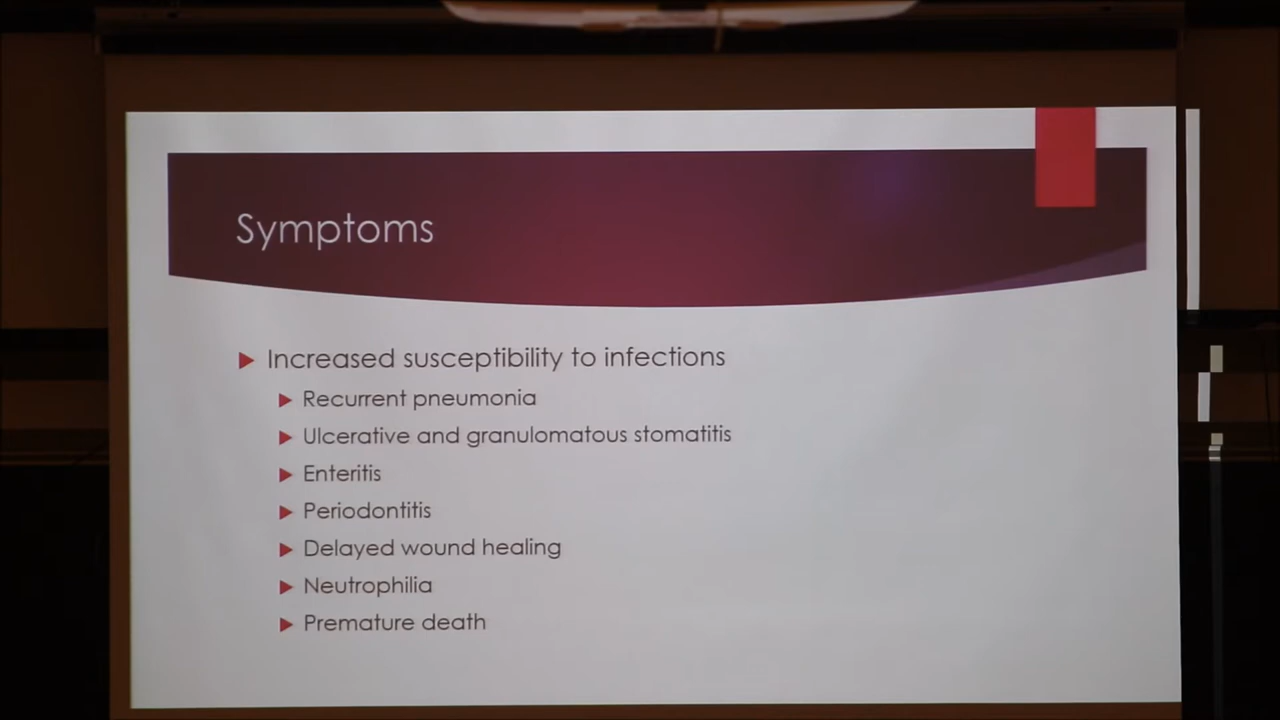 Symptoms
Increased susceptibility to infections
Recurrent pneumonia
Ulcerative and granulomatous stomatitis
Enteritis
Periodontitis
Delayed wound healing
Neutrophilia
Premature death